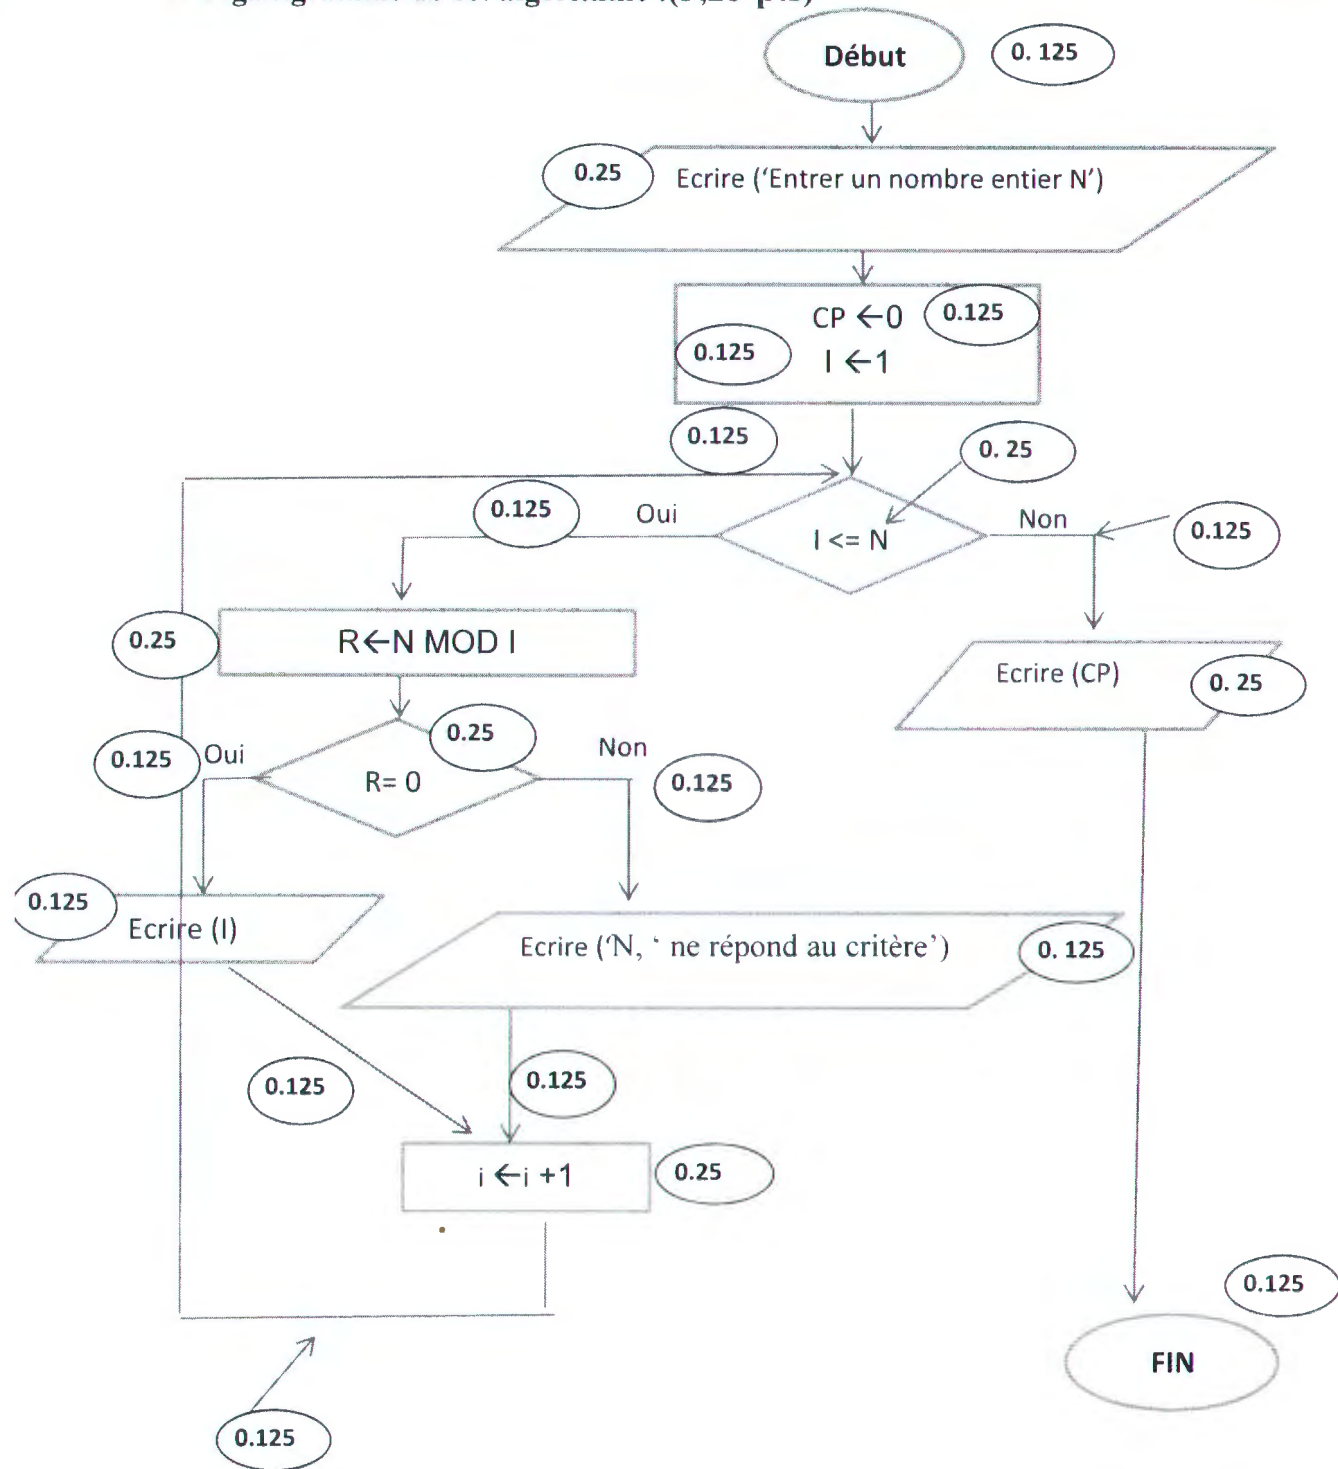 Début
0. 125
0.25
Ecrire (‘Entrer un nombre entier N’)
CP ←0
0.125
0.125
I ←1
0.125
0. 25
0.125
Oui
I <= N
Non
0.125
0.25
R←N MOD I
Ecrire (CP)
0. 25
0.125
Oui
0.25
R= 0
Non
0.125
0.125
Ecrire (I)
Ecrire (‘N, ‘ ne répond au critère’)
0. 125
0.125
0.125
i ←i +1
0.25
0.125
FIN
0.125